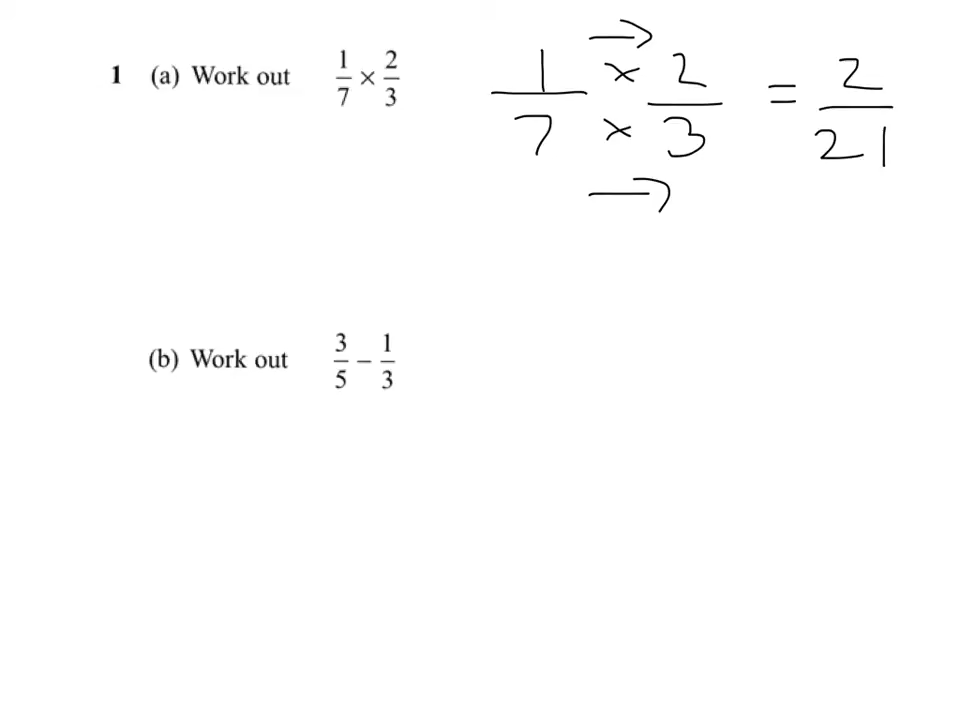 1 (a) Work out 1/7 × 2/3
1/7 × 2/3 = 2/21
(b) Work out 3/5 − 1/3